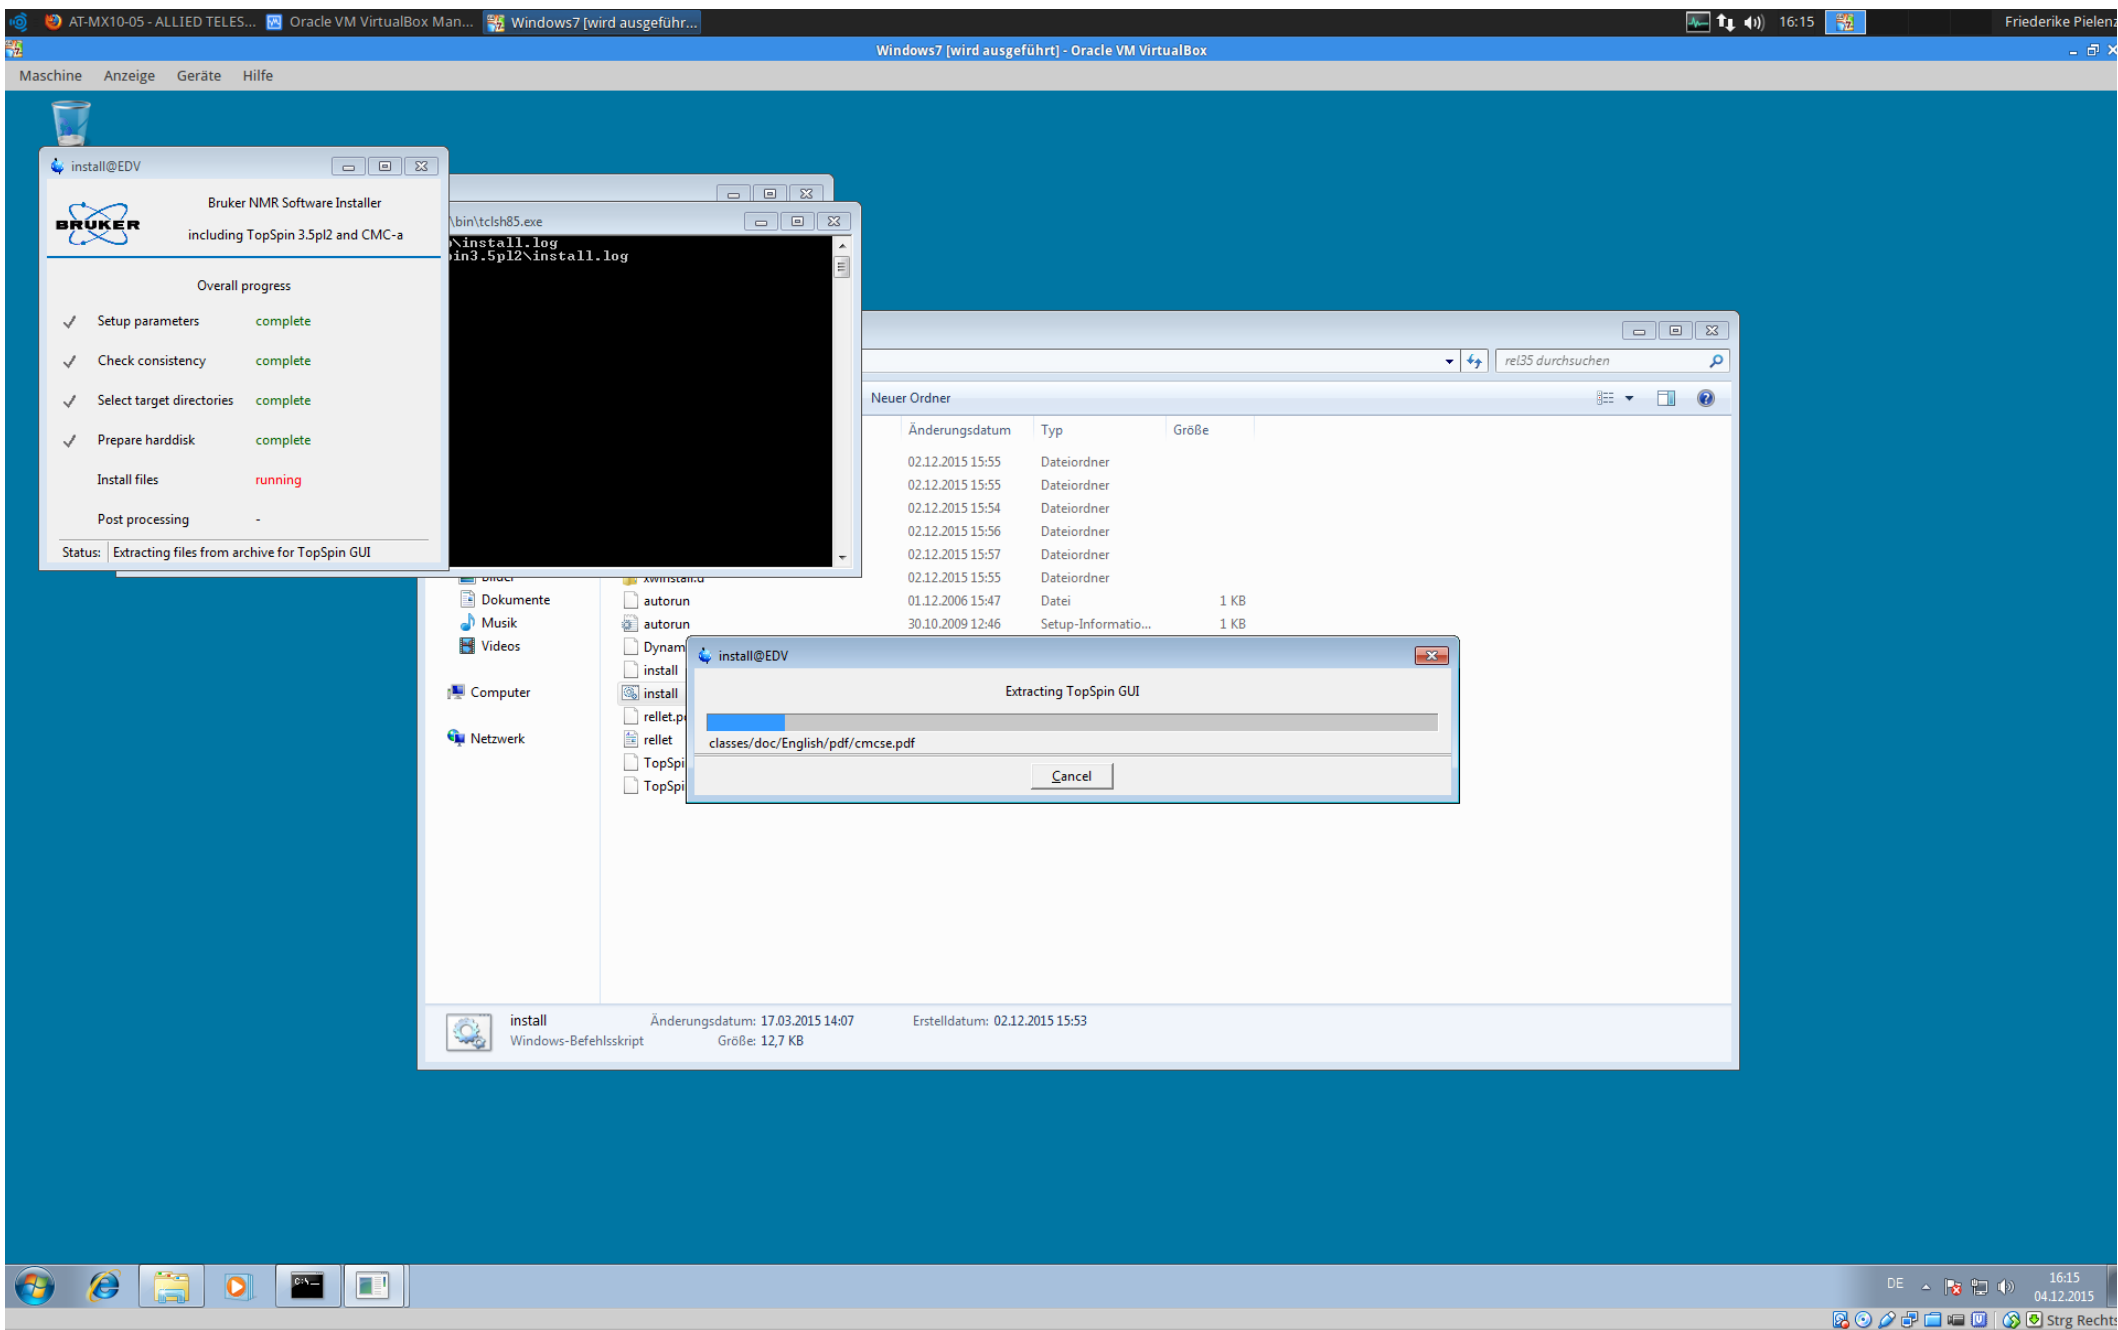 AT-MX10-05 - ALLIED TELES... Oracle VM VirtualBox Man... Windows7 [wird ausgeführ... 16:15 Friederike Pielenz
Windows7 [wird ausgeführt] - Oracle VM VirtualBox
Maschine Anzeige Geräte Hilfe
install@EDV
BRUKER
Bruker NMR Software Installer
including TopSpin 3.5pl2 and CMC-a
Overall progress
Setup parameters complete
Check consistency complete
Select target directories complete
Prepare harddisk complete
Install files running
Post processing -
Status: Extracting files from archive for TopSpin GUI
\bin\tclsh85.exe
\install.log
in3.5pl2\install.log
rel35 durchsuchen
Neuer Ordner
Änderungsdatum Typ Größe
02.12.2015 15:55 Dateiordner
02.12.2015 15:55 Dateiordner
02.12.2015 15:54 Dateiordner
02.12.2015 15:56 Dateiordner
02.12.2015 15:57 Dateiordner
Bilder xwinstall.d 02.12.2015 15:55 Dateiordner
Dokumente autorun 01.12.2006 15:47 Datei 1 KB
Musik autorun 30.10.2009 12:46 Setup-Informatio... 1 KB
Videos Dynam
install
Computer install
rellet.p
Netzwerk rellet
TopSpi
TopSpi
install@EDV
Extracting TopSpin GUI
classes/doc/English/pdf/cmcse.pdf
Cancel
install Änderungsdatum: 17.03.2015 14:07 Erstelldatum: 02.12.2015 15:53
Windows-Befehlsskript Größe: 12,7 KB
C:\_
DE 16:15
04.12.2015
Strg Rechts